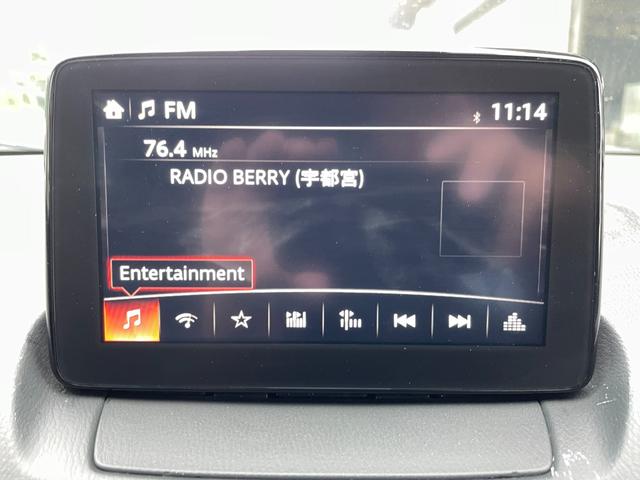 FM 11:14
76.4 MHz
RADIO BERRY (宇都宮)
Entertainment